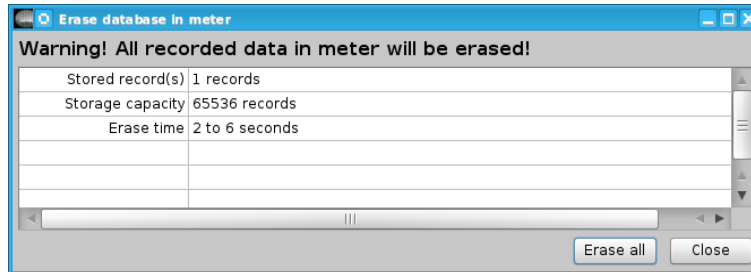 Erase database in meter
Warning! All recorded data in meter will be erased!
Stored record(s) 1 records
Storage capacity 65536 records
Erase time 2 to 6 seconds
Erase all Close